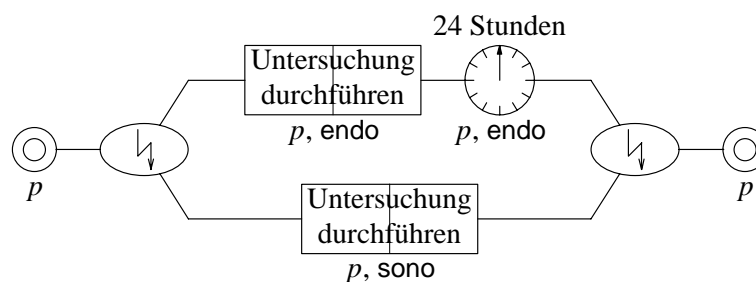 24 Stunden
Untersuchung
durchführen
p, endo
p, endo
p
p
Untersuchung
durchführen
p, sono